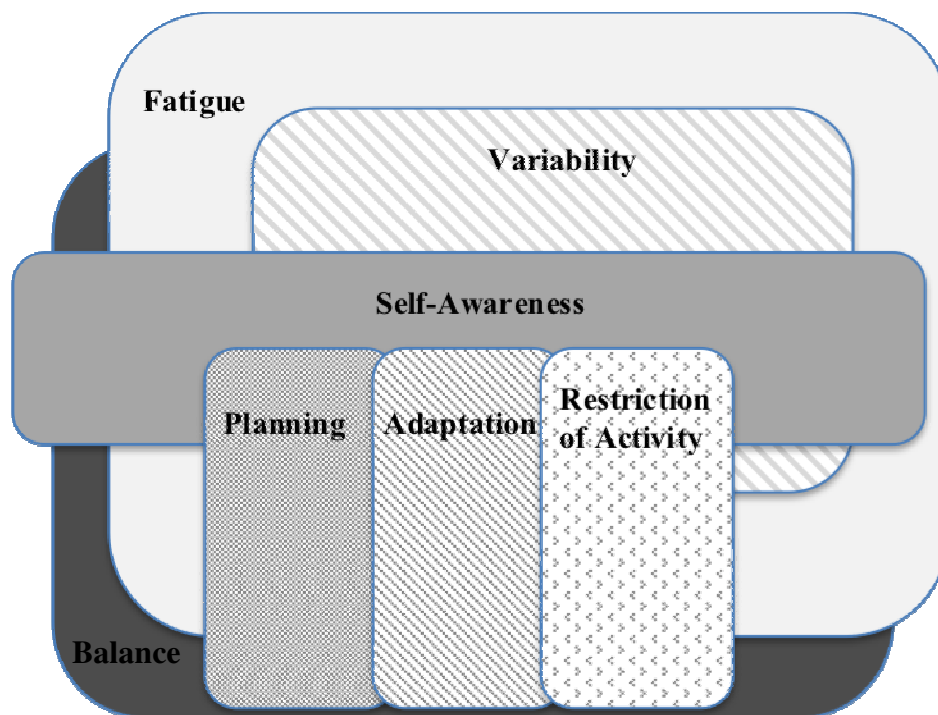 Fatigue
Variability
Self-Awareness
Planning
Adaptation
Restriction
of Activity
Balance